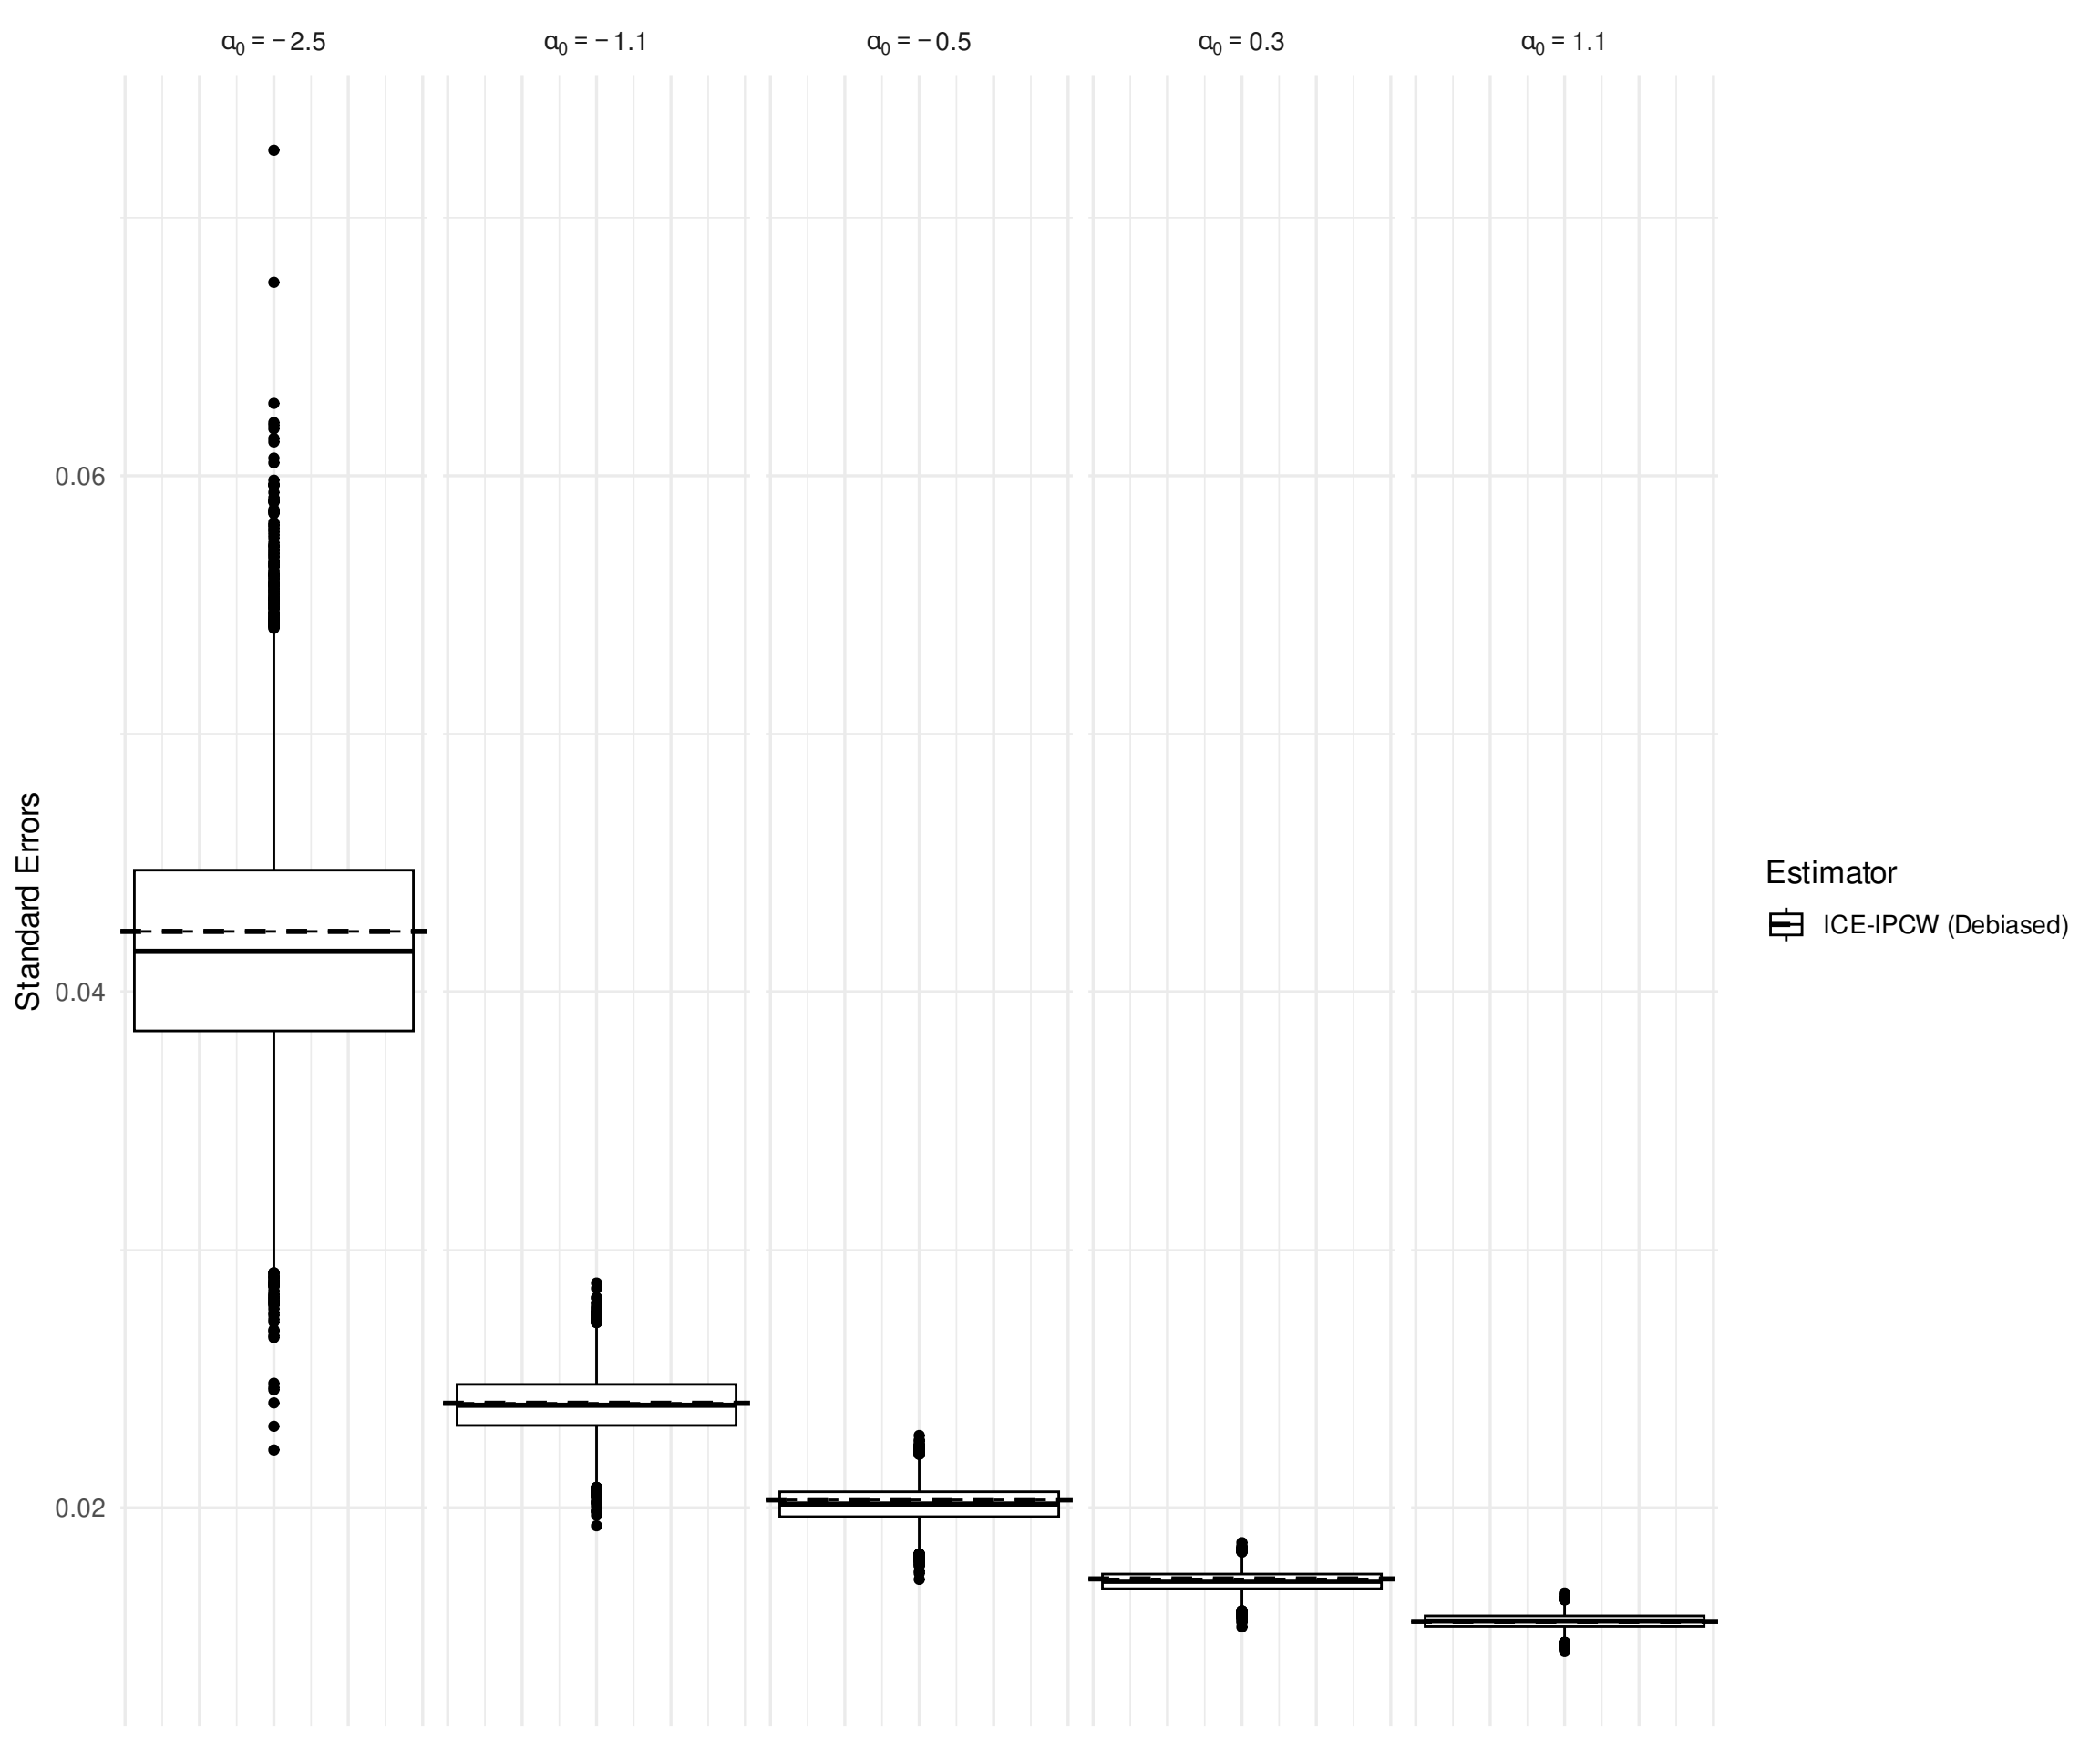 α₀ = −2.5
α₀ = −1.1
α₀ = −0.5
α₀ = 0.3
α₀ = 1.1
Standard Errors
0.06
0.04
0.02
Estimator
ICE-IPCW (Debiased)